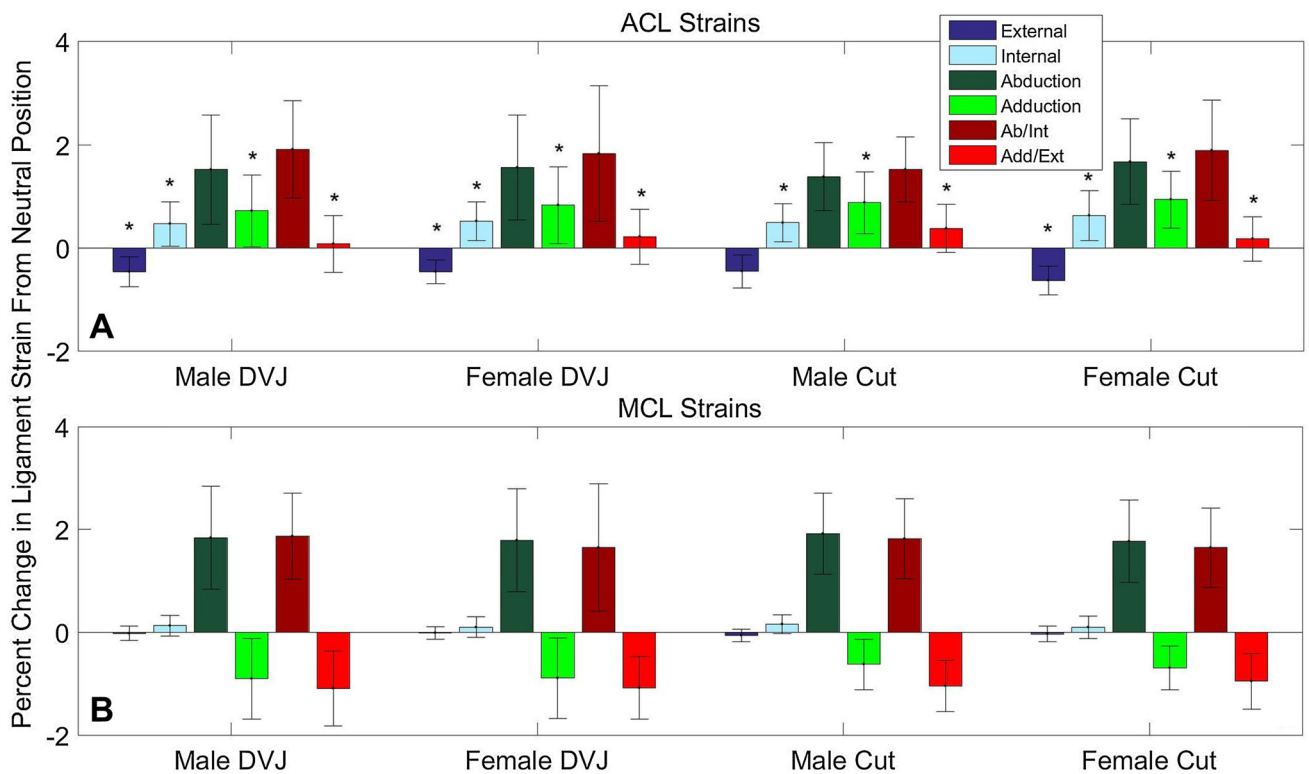 ACL Strains
External
Internal
Abduction
Adduction
Ab/Int
Add/Ext
Percent Change in Ligament Strain From Neutral Position
4
2
0
-2
* * * *
* * * *
* * *
* * * *
A
Male DVJ Female DVJ Male Cut Female Cut
MCL Strains
4
2
0
-2
B
Male DVJ Female DVJ Male Cut Female Cut